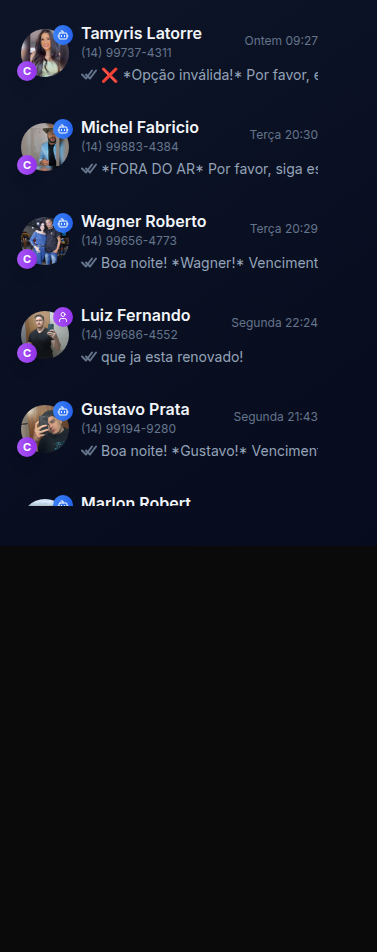 Tamyris Latorre
Ontem 09:27
(14) 99737-4311
C
❌ *Opção inválida!* Por favor, e
Michel Fabricio
Terça 20:30
(14) 99883-4384
C
*FORA DO AR* Por favor, siga es
Wagner Roberto
Terça 20:29
(14) 99656-4773
C
Boa noite! *Wagner!* Venciment
Luiz Fernando
Segunda 22:24
(14) 99686-4552
C
que ja esta renovado!
Gustavo Prata
Segunda 21:43
(14) 99194-9280
C
Boa noite! *Gustavo!* Venciment
Marlon Robert